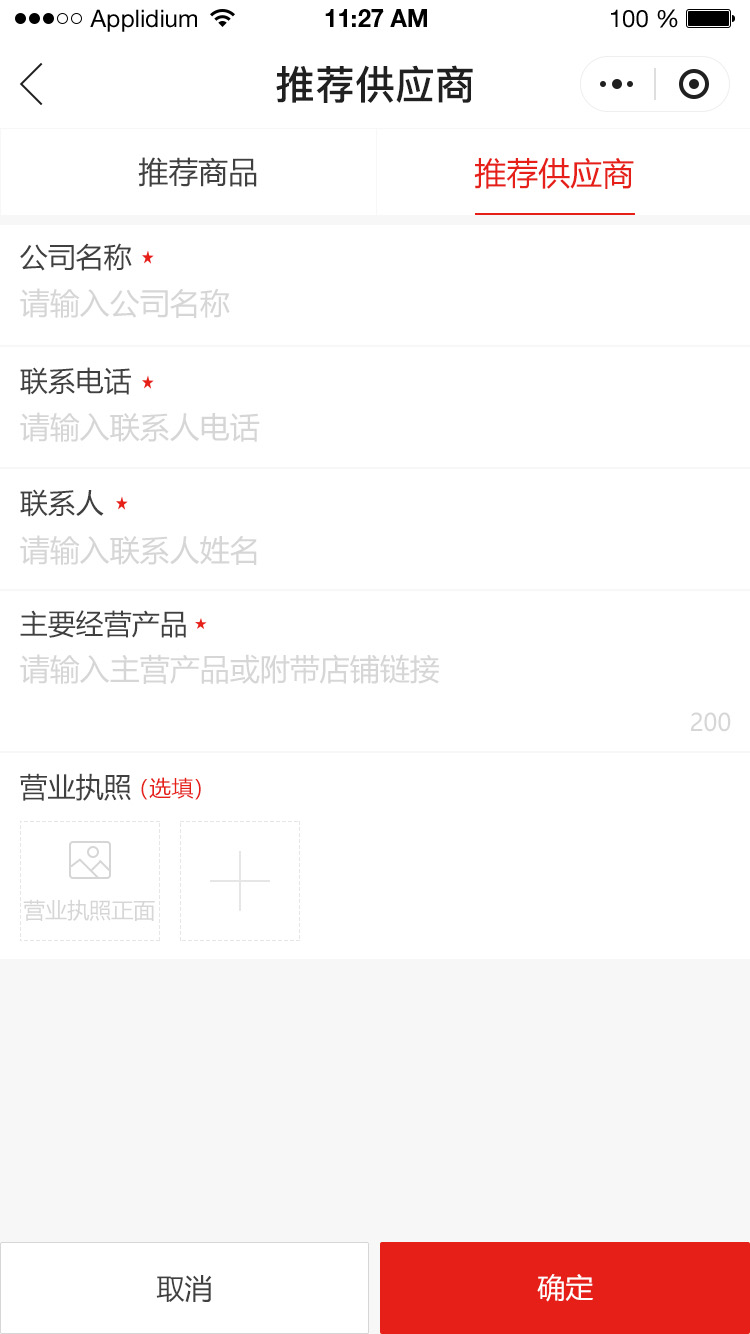 ●●●○○ Applidium 11:27 AM 100 %
推荐供应商
推荐商品 推荐供应商
公司名称 ★
请输入公司名称
联系电话 ★
请输入联系人电话
联系人 ★
请输入联系人姓名
主要经营产品 ★
请输入主营产品或附带店铺链接
200
营业执照 (选填)
营业执照正面
取消 确定